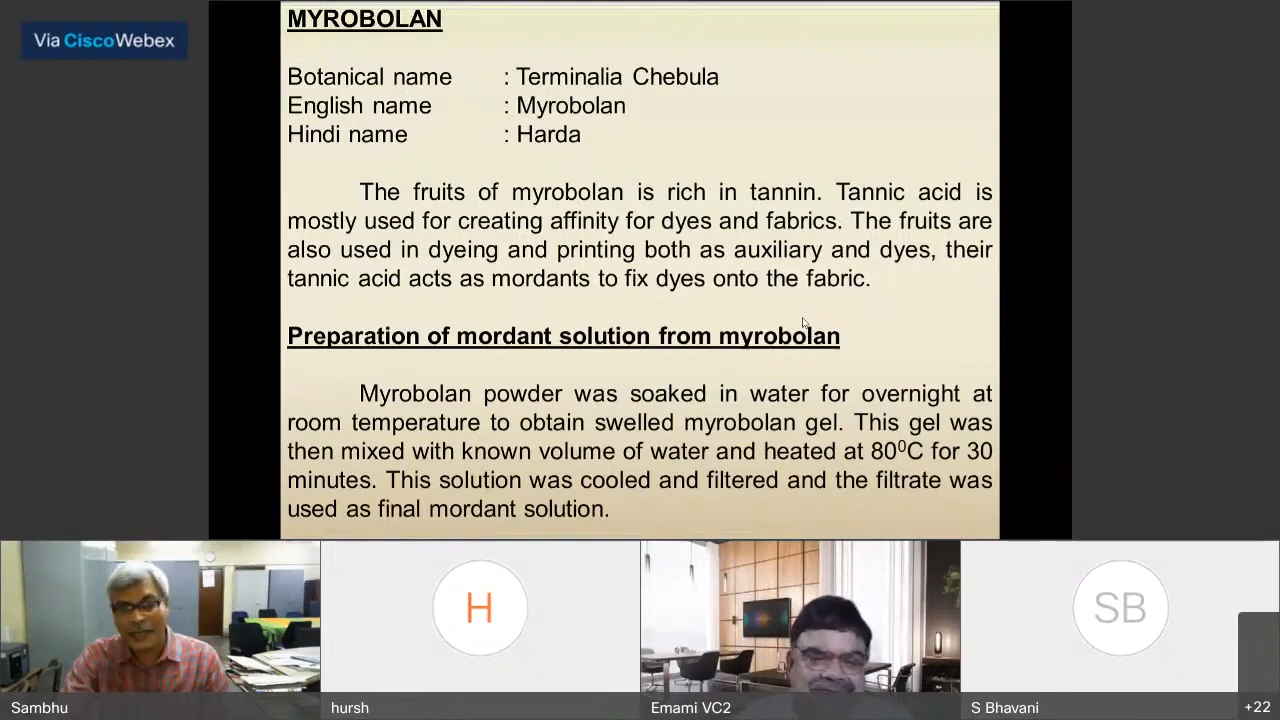 Via CiscoWebex
MYROBOLAN
Botanical name : Terminalia Chebula
English name : Myrobolan
Hindi name : Harda
The fruits of myrobolan is rich in tannin. Tannic acid is
mostly used for creating affinity for dyes and fabrics. The fruits are
also used in dyeing and printing both as auxiliary and dyes, their
tannic acid acts as mordants to fix dyes onto the fabric.
Preparation of mordant solution from myrobolan
Myrobolan powder was soaked in water for overnight at
room temperature to obtain swelled myrobolan gel. This gel was
then mixed with known volume of water and heated at 80⁰C for 30
minutes. This solution was cooled and filtered and the filtrate was
used as final mordant solution.
H
SB
Sambhu
hursh
Emami VC2
S Bhavani
+22